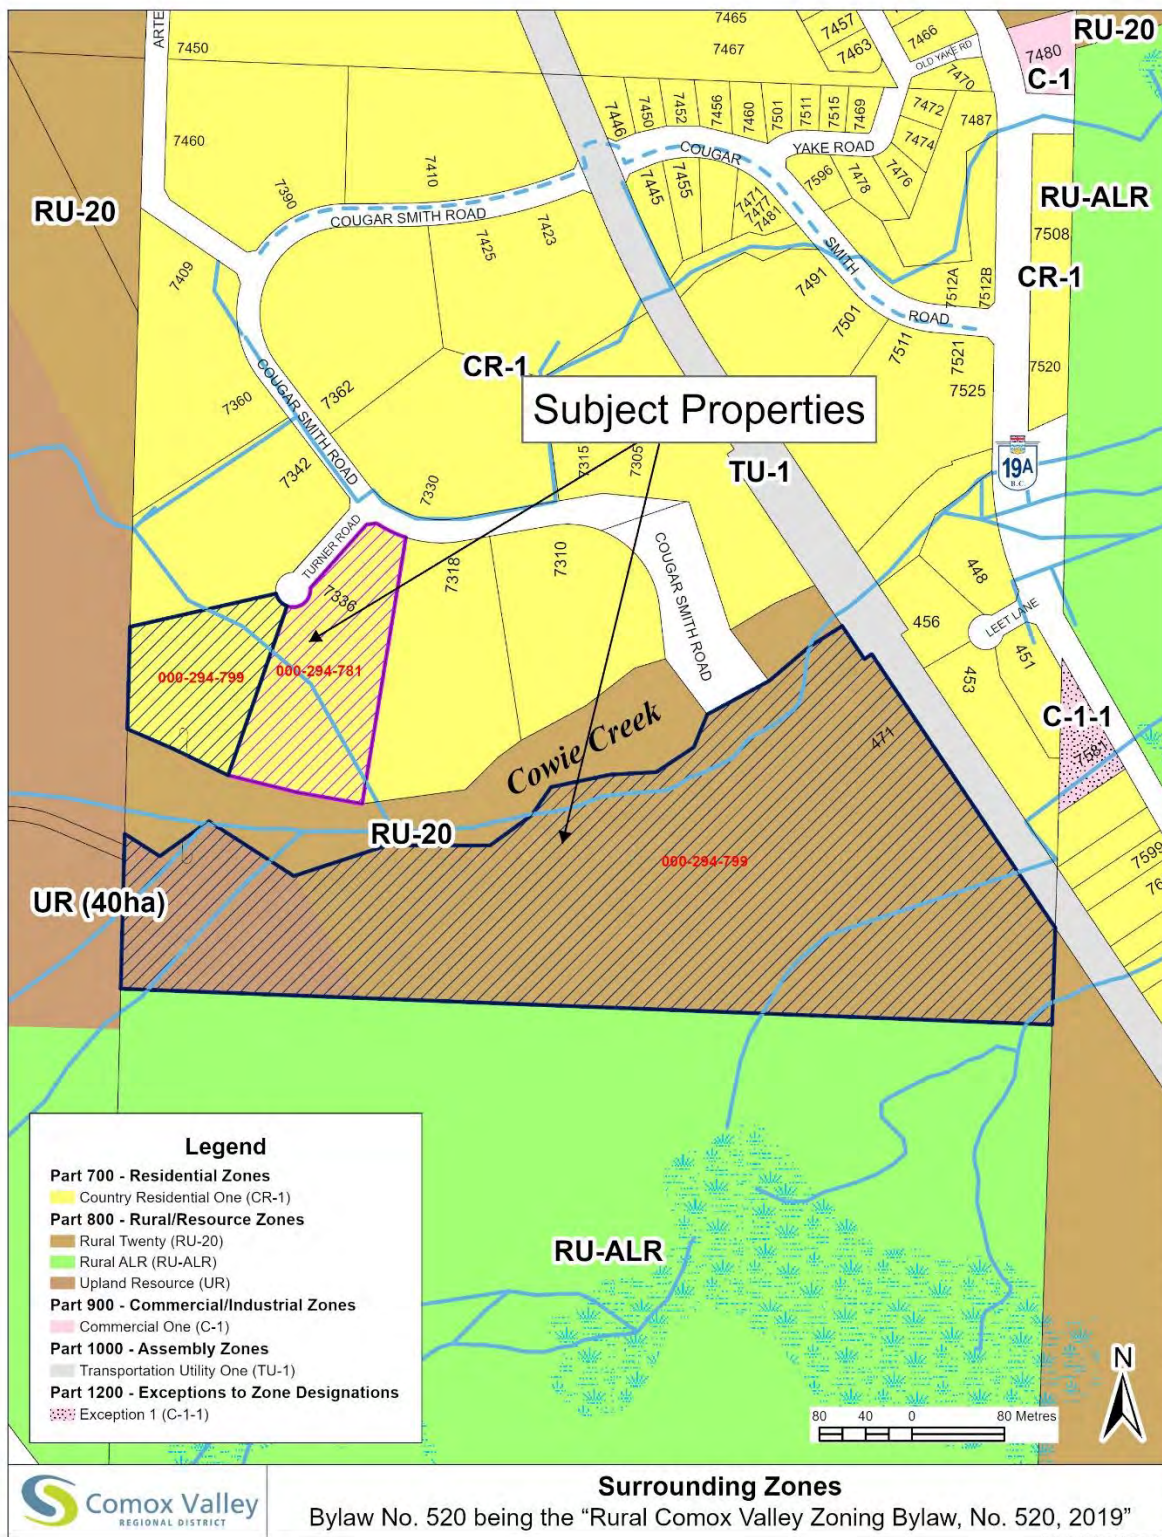 ARTE
7450
7465
7467
7457
7463
7466
OLD YAKE RD
7470
7480
RU-20
C-1
7460
7410
7390
RU-20
7446
7450
7452
7456
7460
7501
7511
7515
7469
7472
7474
7476
7487
COUGAR
YAKE ROAD
7596
7478
7445
7455
7471
7477
7481
SMITH
ROAD
RU-ALR
7508
CR-1
COUGAR SMITH ROAD
7423
7425
7409
7491
7501
7511
7512A
7512B
7521
7525
7520
COUGAR SMITH ROAD
7360
7362
CR-1
Subject Properties
7342
7330
7315
7305
TU-1
19A
B.C.
TURNER ROAD
7336
7318
7310
COUGAR SMITH ROAD
448
456
LEET LANE
451
453
000-294-799
000-294-781
C-1-1
7581
471
Cowie Creek
RU-20
000-294-799
7599
76
UR (40ha)
Legend
Part 700 - Residential Zones
Country Residential One (CR-1)
Part 800 - Rural/Resource Zones
Rural Twenty (RU-20)
Rural ALR (RU-ALR)
Upland Resource (UR)
Part 900 - Commercial/Industrial Zones
Commercial One (C-1)
Part 1000 - Assembly Zones
Transportation Utility One (TU-1)
Part 1200 - Exceptions to Zone Designations
Exception 1 (C-1-1)
RU-ALR
N
80 40 0 80 Metres
Comox Valley
REGIONAL DISTRICT
Surrounding Zones
Bylaw No. 520 being the “Rural Comox Valley Zoning Bylaw, No. 520, 2019”